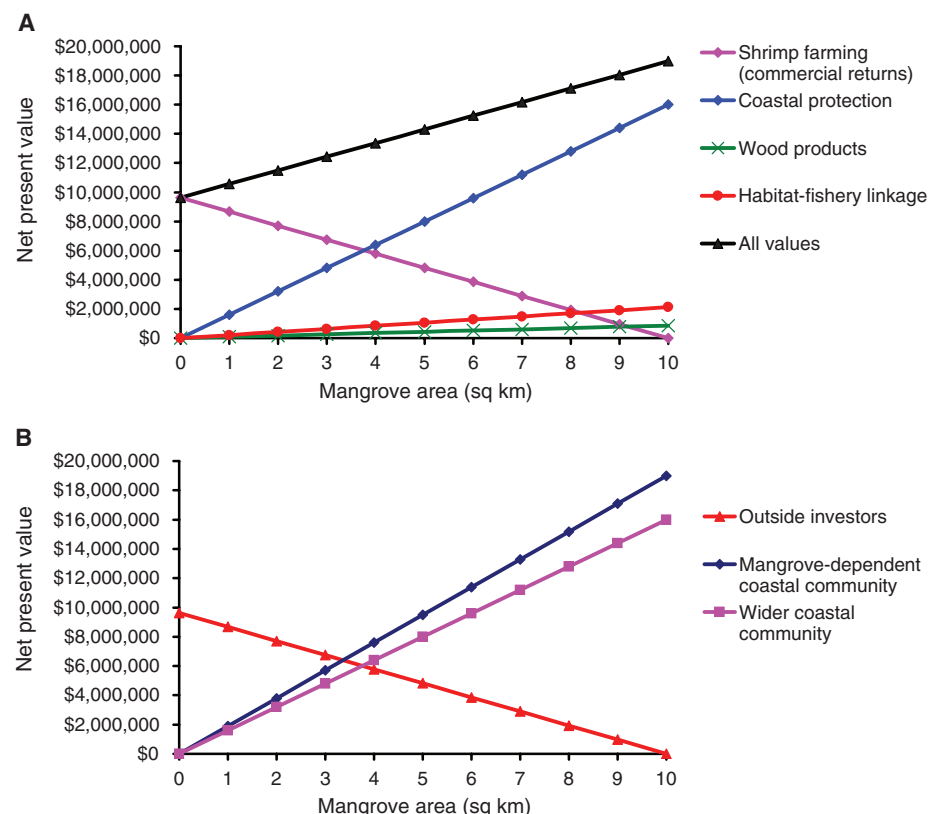 A
$20,000,000
$18,000,000
$16,000,000
$14,000,000
$12,000,000
$10,000,000
$8,000,000
$6,000,000
$4,000,000
$2,000,000
$0
Net present value
0 1 2 3 4 5 6 7 8 9 10
Mangrove area (sq km)
Shrimp farming
(commercial returns)
Coastal protection
Wood products
Habitat-fishery linkage
All values
B
$20,000,000
$18,000,000
$16,000,000
$14,000,000
$12,000,000
$10,000,000
$8,000,000
$6,000,000
$4,000,000
$2,000,000
$0
Net present value
0 1 2 3 4 5 6 7 8 9 10
Mangrove area (sq km)
Outside investors
Mangrove-dependent
coastal community
Wider coastal
community